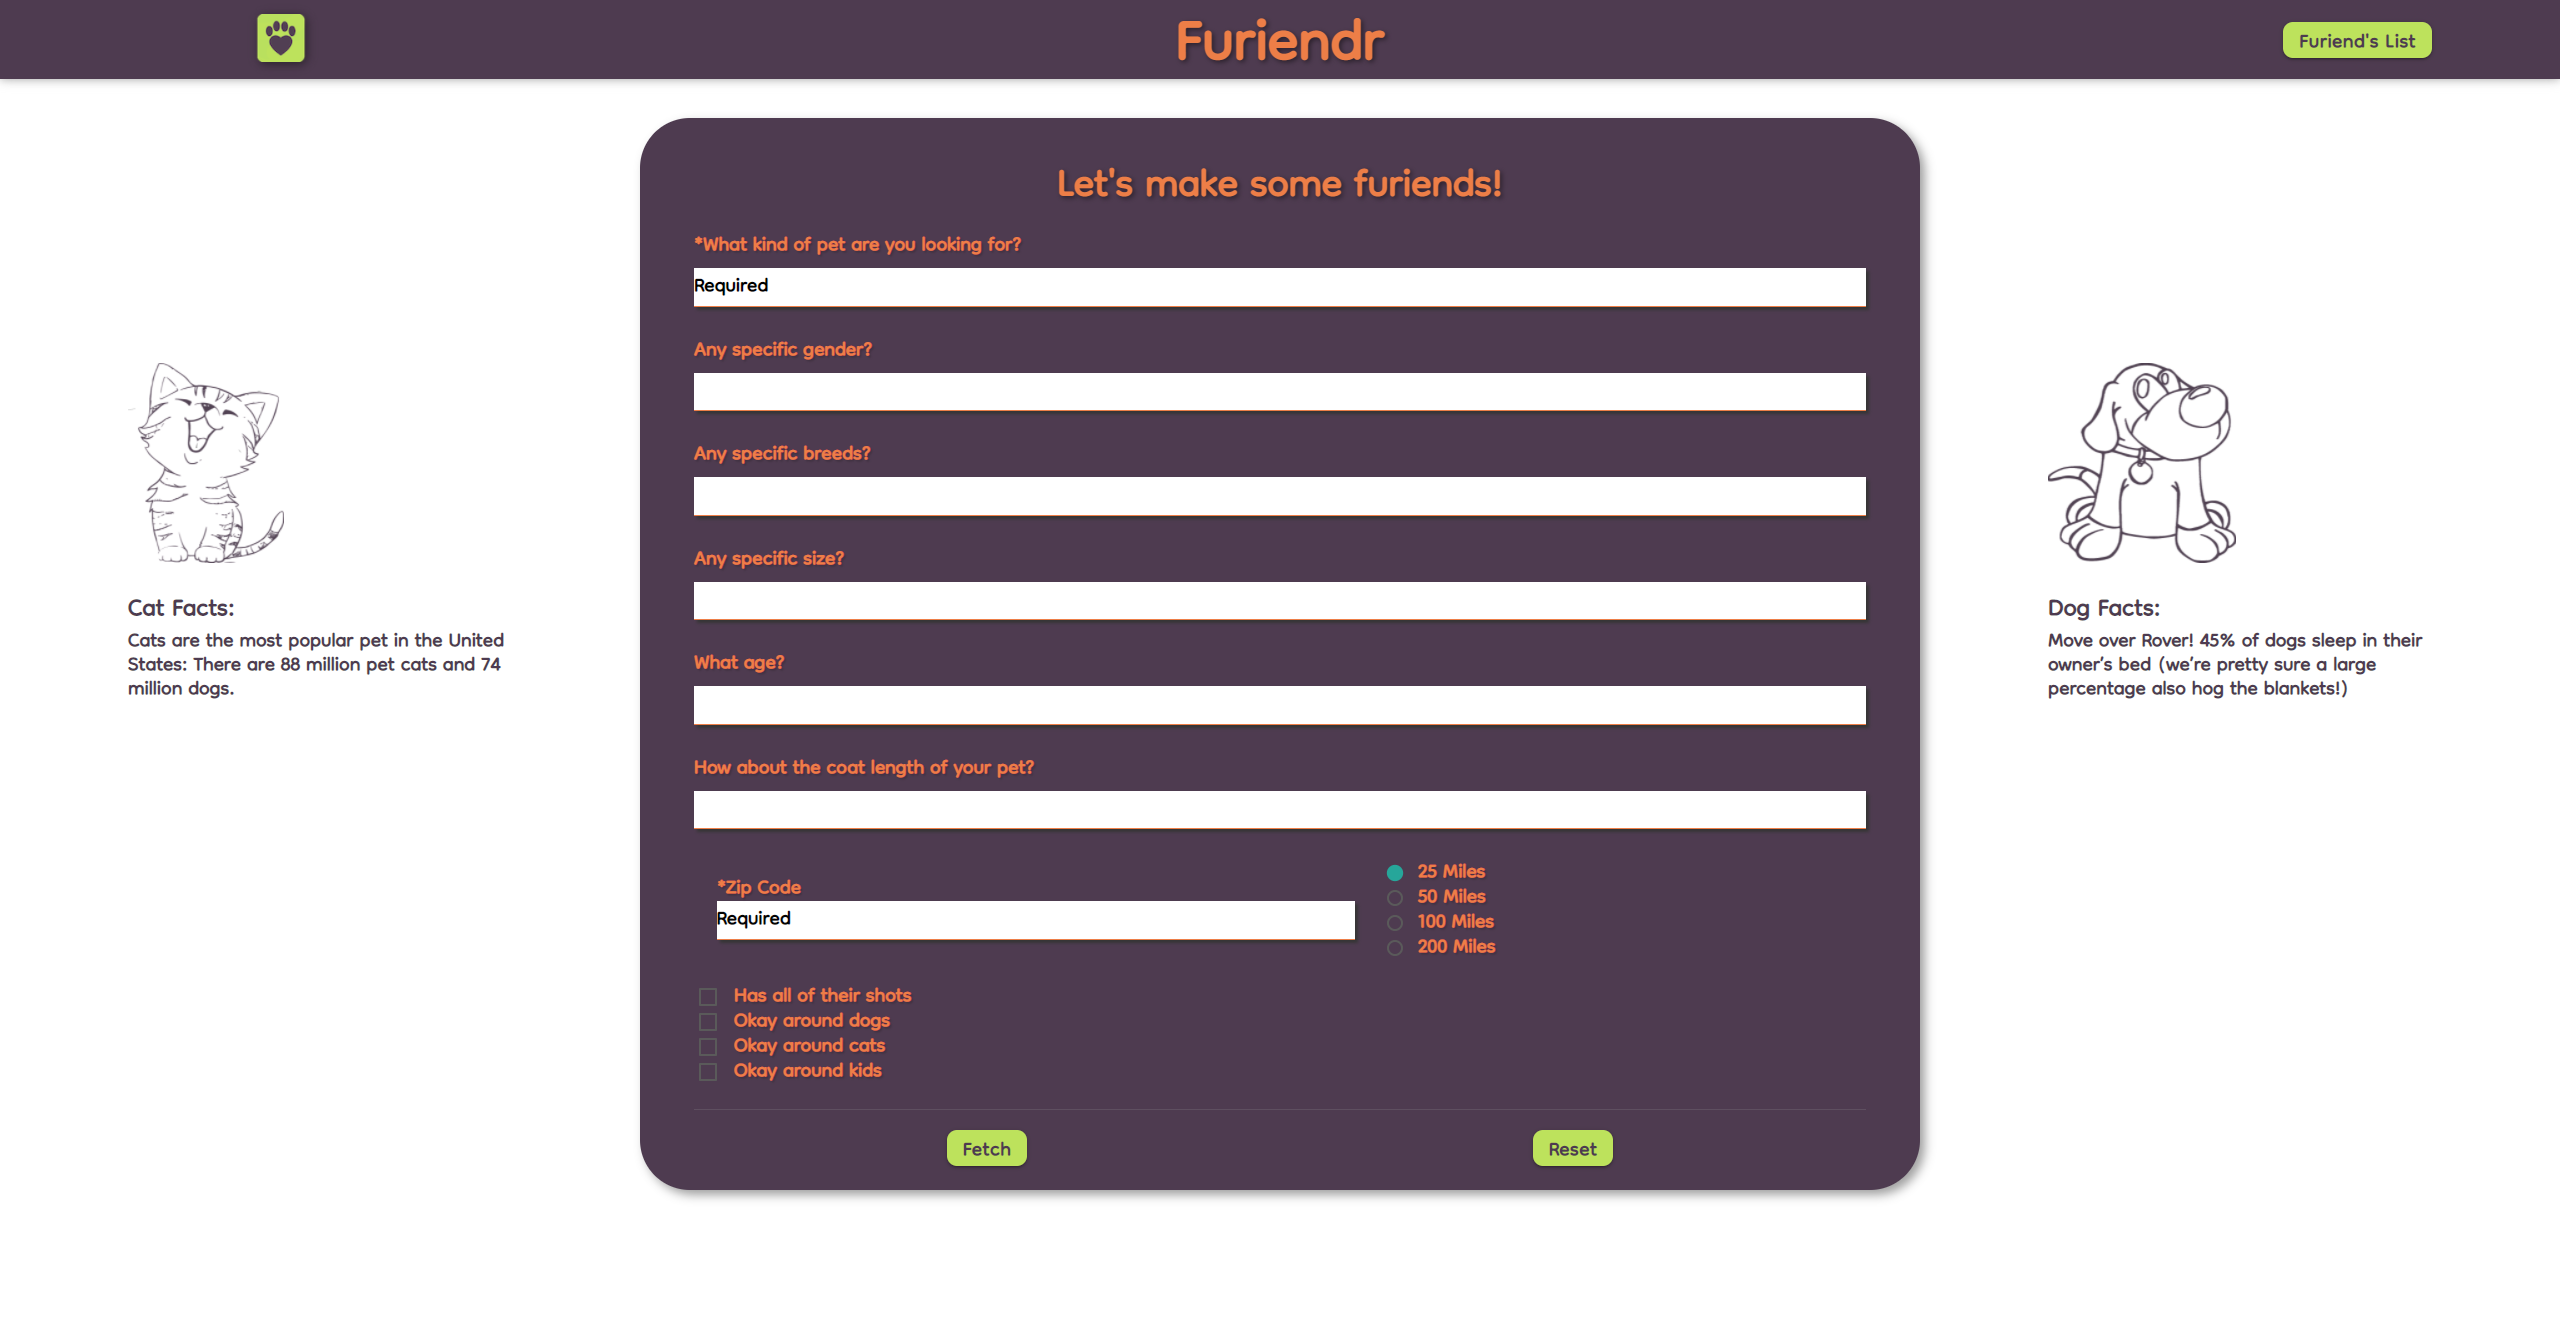 Furiendr
Furiend's List
Let's make some furiends!
*What kind of pet are you looking for?
Required
Any specific gender?
Any specific breeds?
Any specific size?
What age?
How about the coat length of your pet?
*Zip Code
Required
25 Miles
50 Miles
100 Miles
200 Miles
Has all of their shots
Okay around dogs
Okay around cats
Okay around kids
Fetch
Reset
Cat Facts:
Cats are the most popular pet in the United
States: There are 88 million pet cats and 74
million dogs.
Dog Facts:
Move over Rover! 45% of dogs sleep in their
owner’s bed (we’re pretty sure a large
percentage also hog the blankets!)